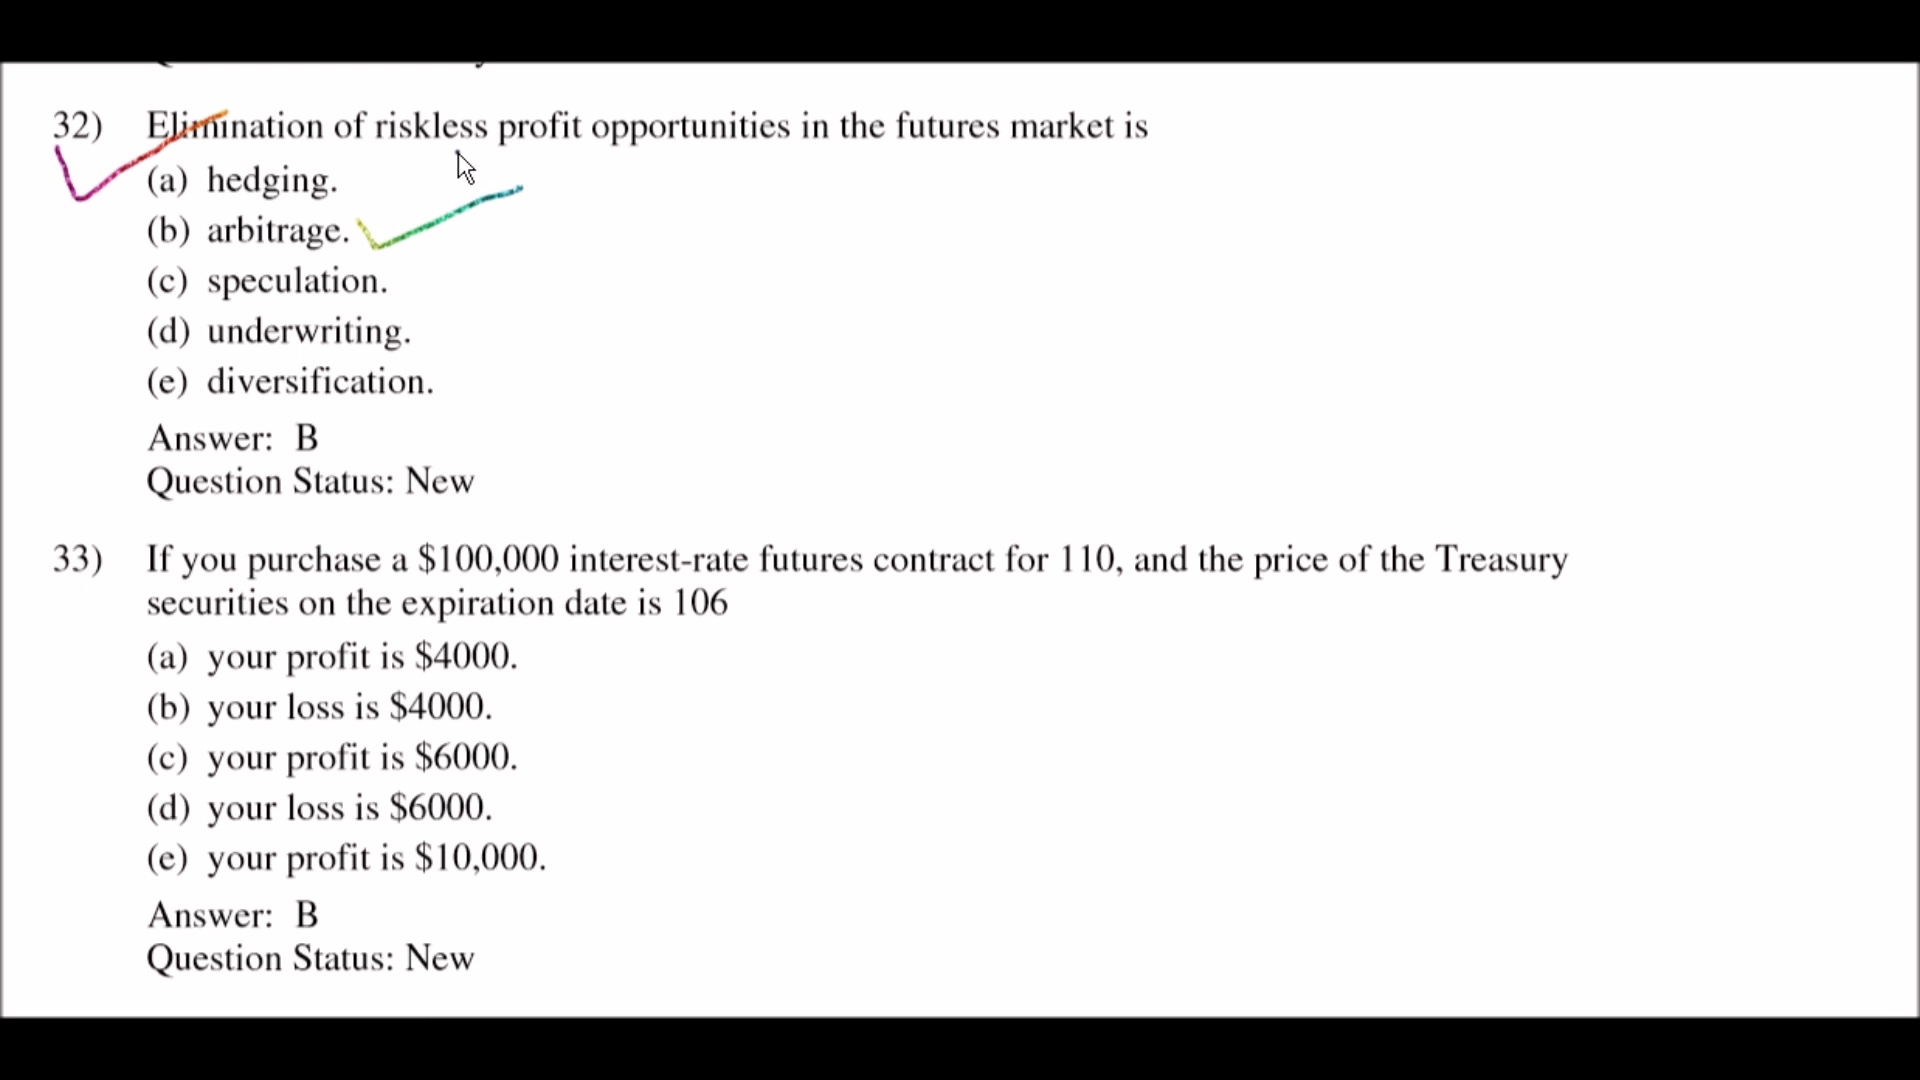 32) Elimination of riskless profit opportunities in the futures market is
(a) hedging.
(b) arbitrage.
(c) speculation.
(d) underwriting.
(e) diversification.
Answer: B
Question Status: New
33) If you purchase a $100,000 interest-rate futures contract for 110, and the price of the Treasury
securities on the expiration date is 106
(a) your profit is $4000.
(b) your loss is $4000.
(c) your profit is $6000.
(d) your loss is $6000.
(e) your profit is $10,000.
Answer: B
Question Status: New